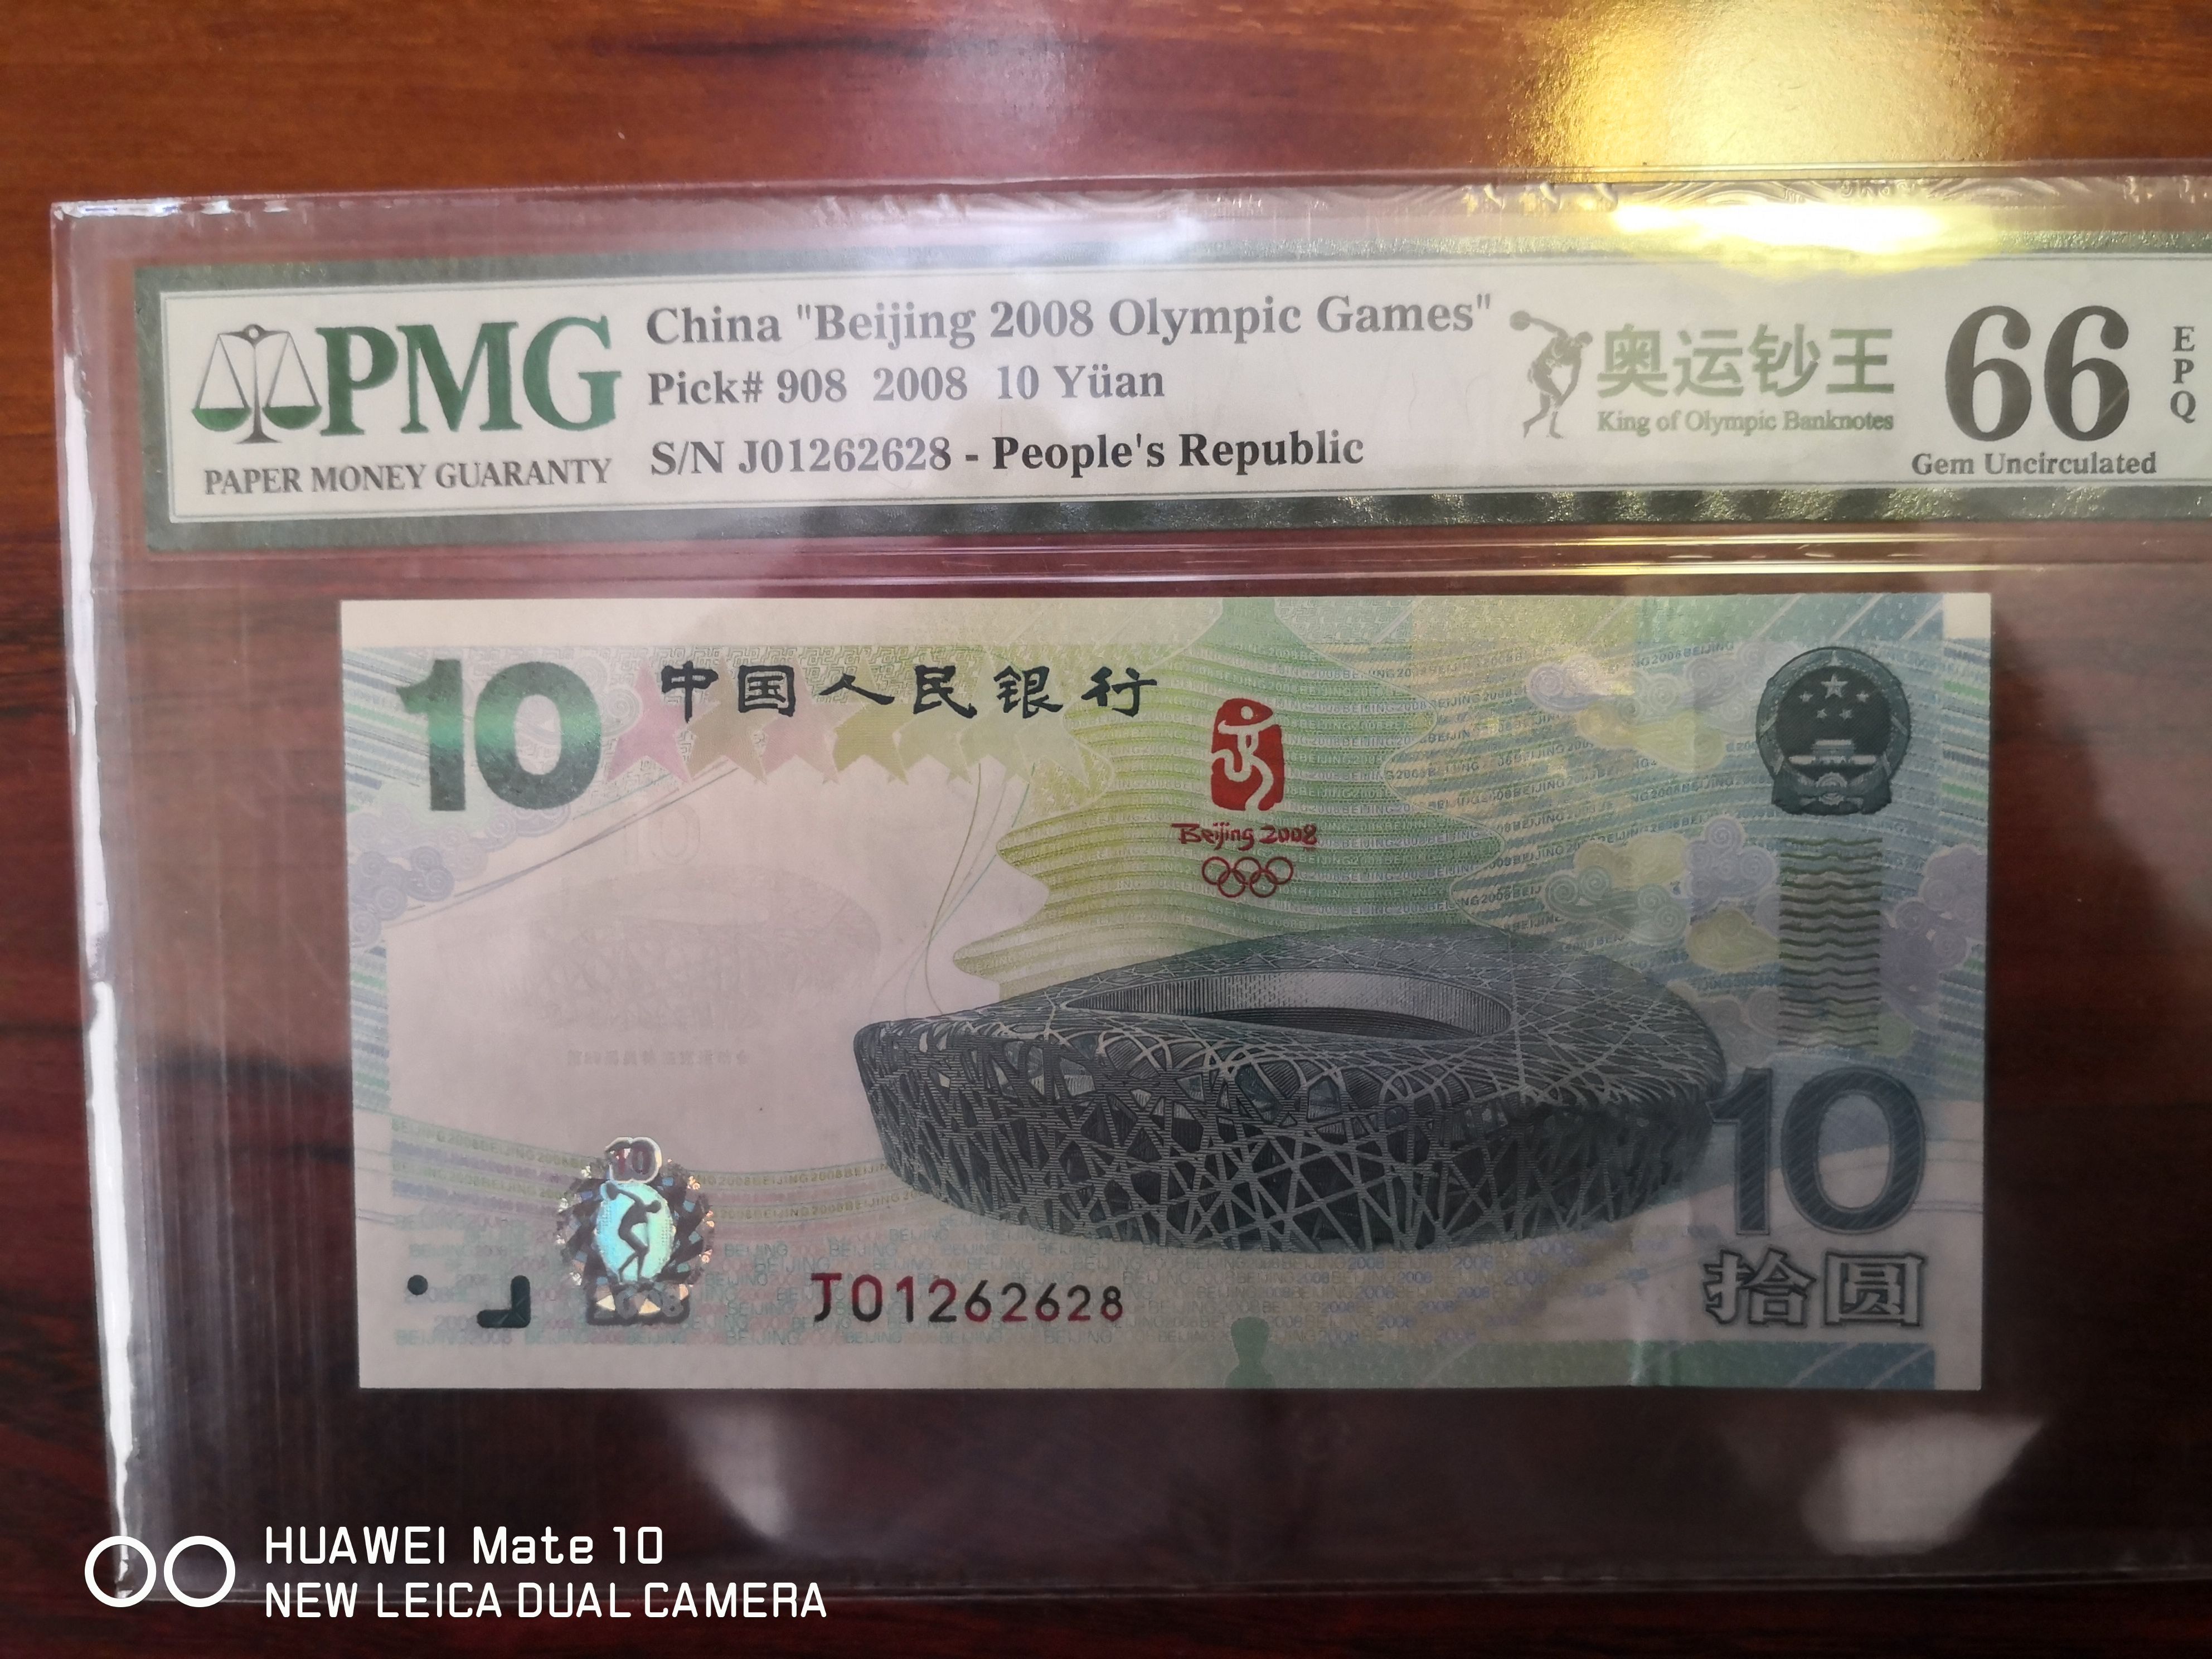 PMG
PAPER MONEY GUARANTY
China "Beijing 2008 Olympic Games"
Pick# 908 2008 10 Yüan
S/N J01262628 - People's Republic
奥运钞王
King of Olympic Banknotes
66
EPQ
Gem Uncirculated
10
中国人民银行
Beijing 2008
10
10
2008
J01262628
拾圆
HUAWEI Mate 10
NEW LEICA DUAL CAMERA